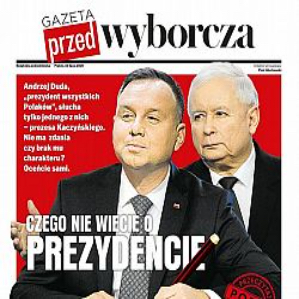 GAZETA
przed wyborcza
Andrzej Duda,
„prezydent wszystkich
Polaków”, słucha
tylko jednego z nich
– prezesa Kaczyńskiego.
Nie ma zdania
czy brak mu
charakteru?
Oceńcie sami.
CZEGO NIE WIECIE O
PREZYDENCIE
PRZECZYTAJ